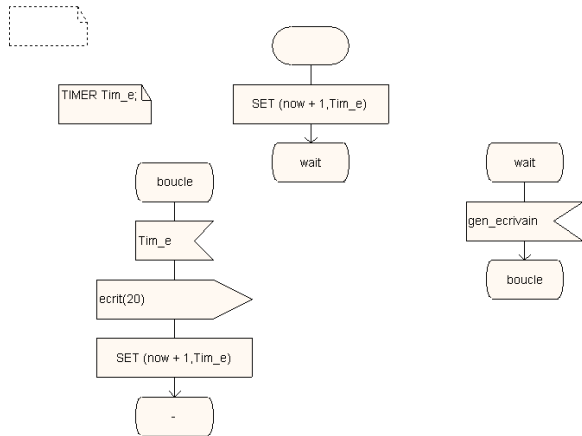 TIMER Tim_e;
SET (now + 1,Tim_e)
wait
boucle
Tim_e
ecrit(20)
SET (now + 1,Tim_e)
-
wait
gen_ecrivain
boucle